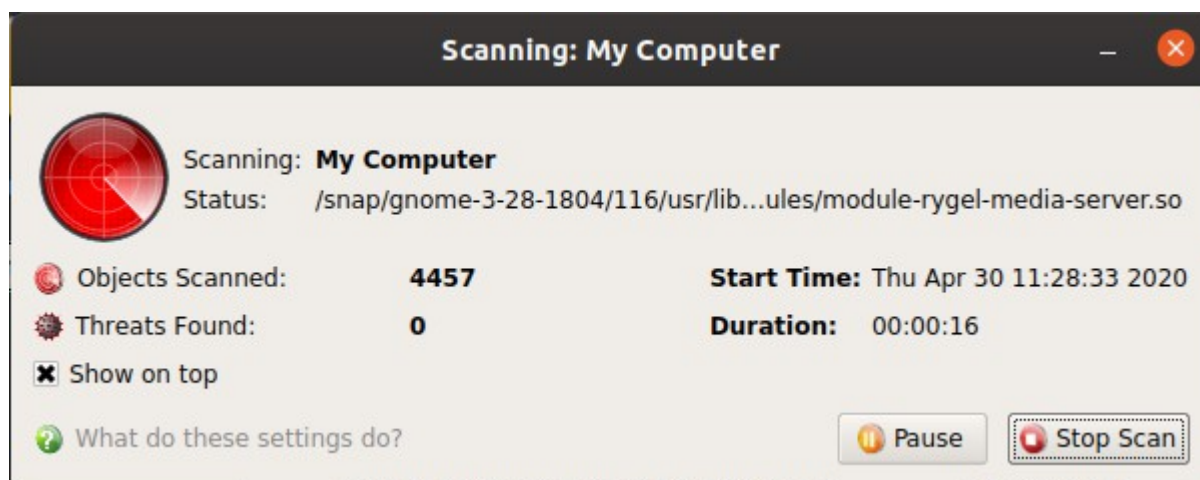 Scanning: My Computer
Scanning: My Computer
Status: /snap/gnome-3-28-1804/116/usr/lib...ules/module-rygel-media-server.so
Objects Scanned: 4457 Start Time: Thu Apr 30 11:28:33 2020
Threats Found: 0 Duration: 00:00:16
Show on top
What do these settings do? Pause Stop Scan